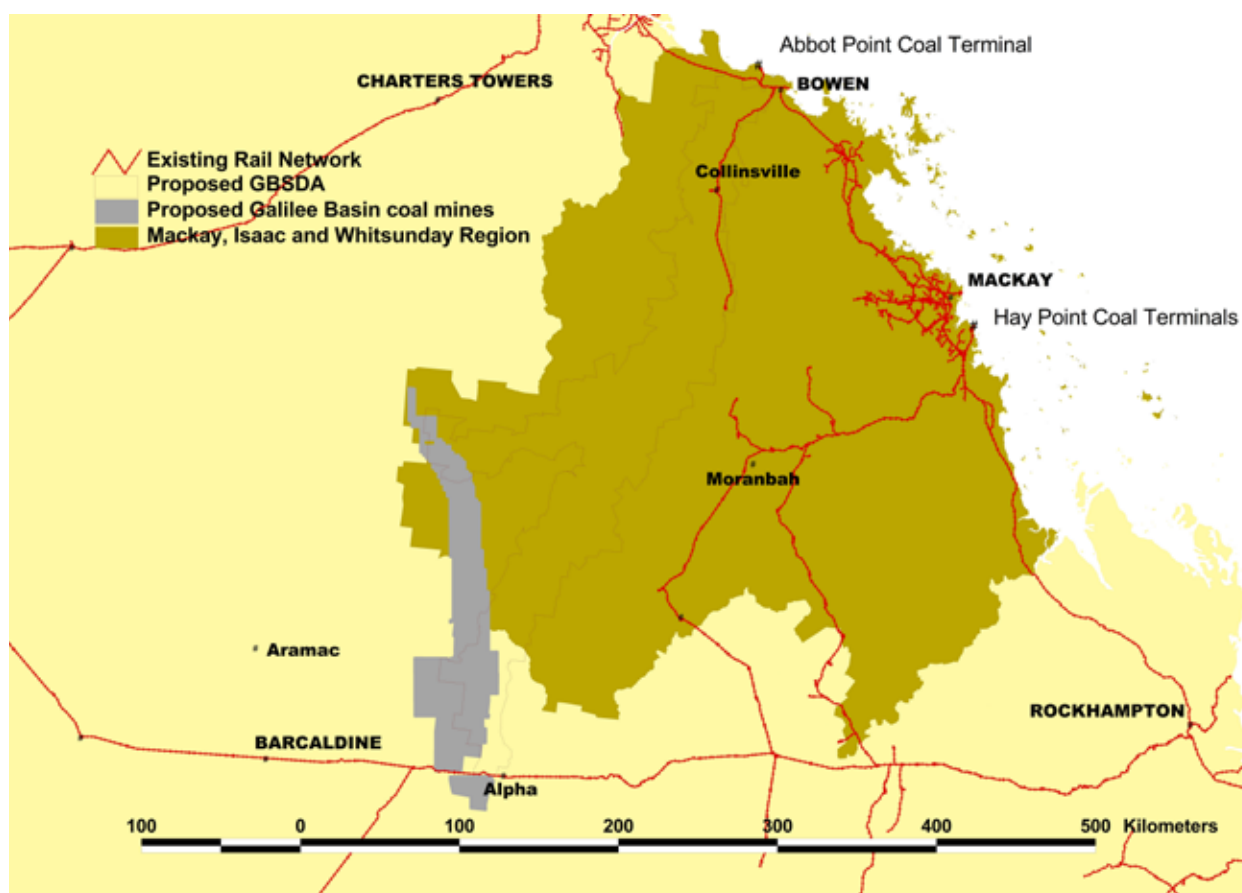 Abbot Point Coal Terminal
CHARTERS TOWERS
BOWEN
Existing Rail Network
Proposed GBSDA
Proposed Galilee Basin coal mines
Mackay, Isaac and Whitsunday Region
Collinsville
MACKAY
Hay Point Coal Terminals
Moranbah
Aramac
ROCKHAMPTON
BARCALDINE
Alpha
100 0 100 200 300 400 500 Kilometers